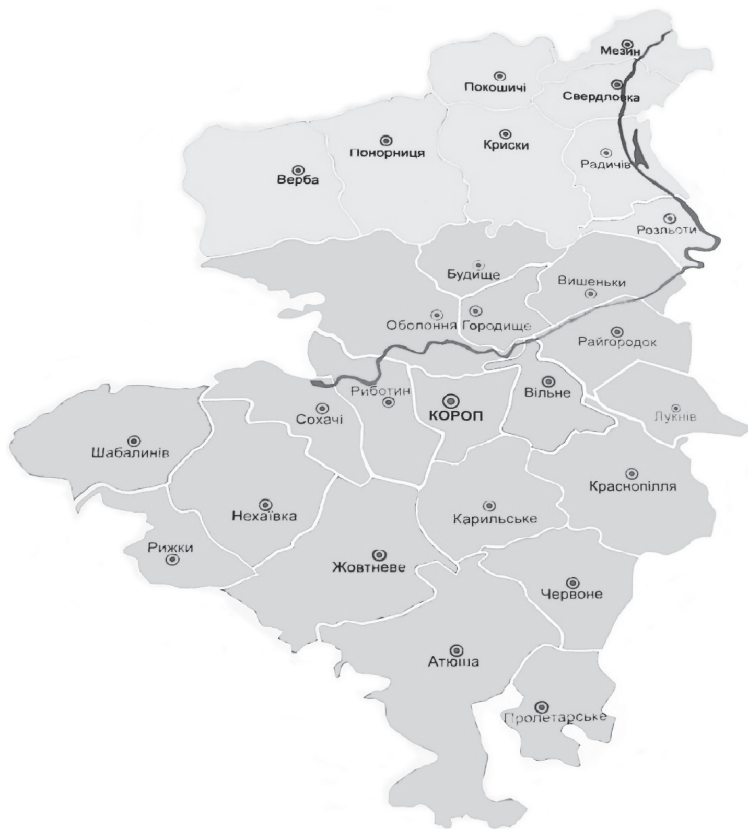 Мезин
Покошичі
Свердловка
Понорниця
Криски
Радичів
Верба
Розльоти
Будище
Вишеньки
Оболоння
Городище
Райгородок
Риботин
Вільне
Сохачі
КОРОП
Лукнів
Шабалинів
Краснопілля
Нехаївка
Карильське
Рижки
Жовтневе
Червоне
Атюша
Пролетарське